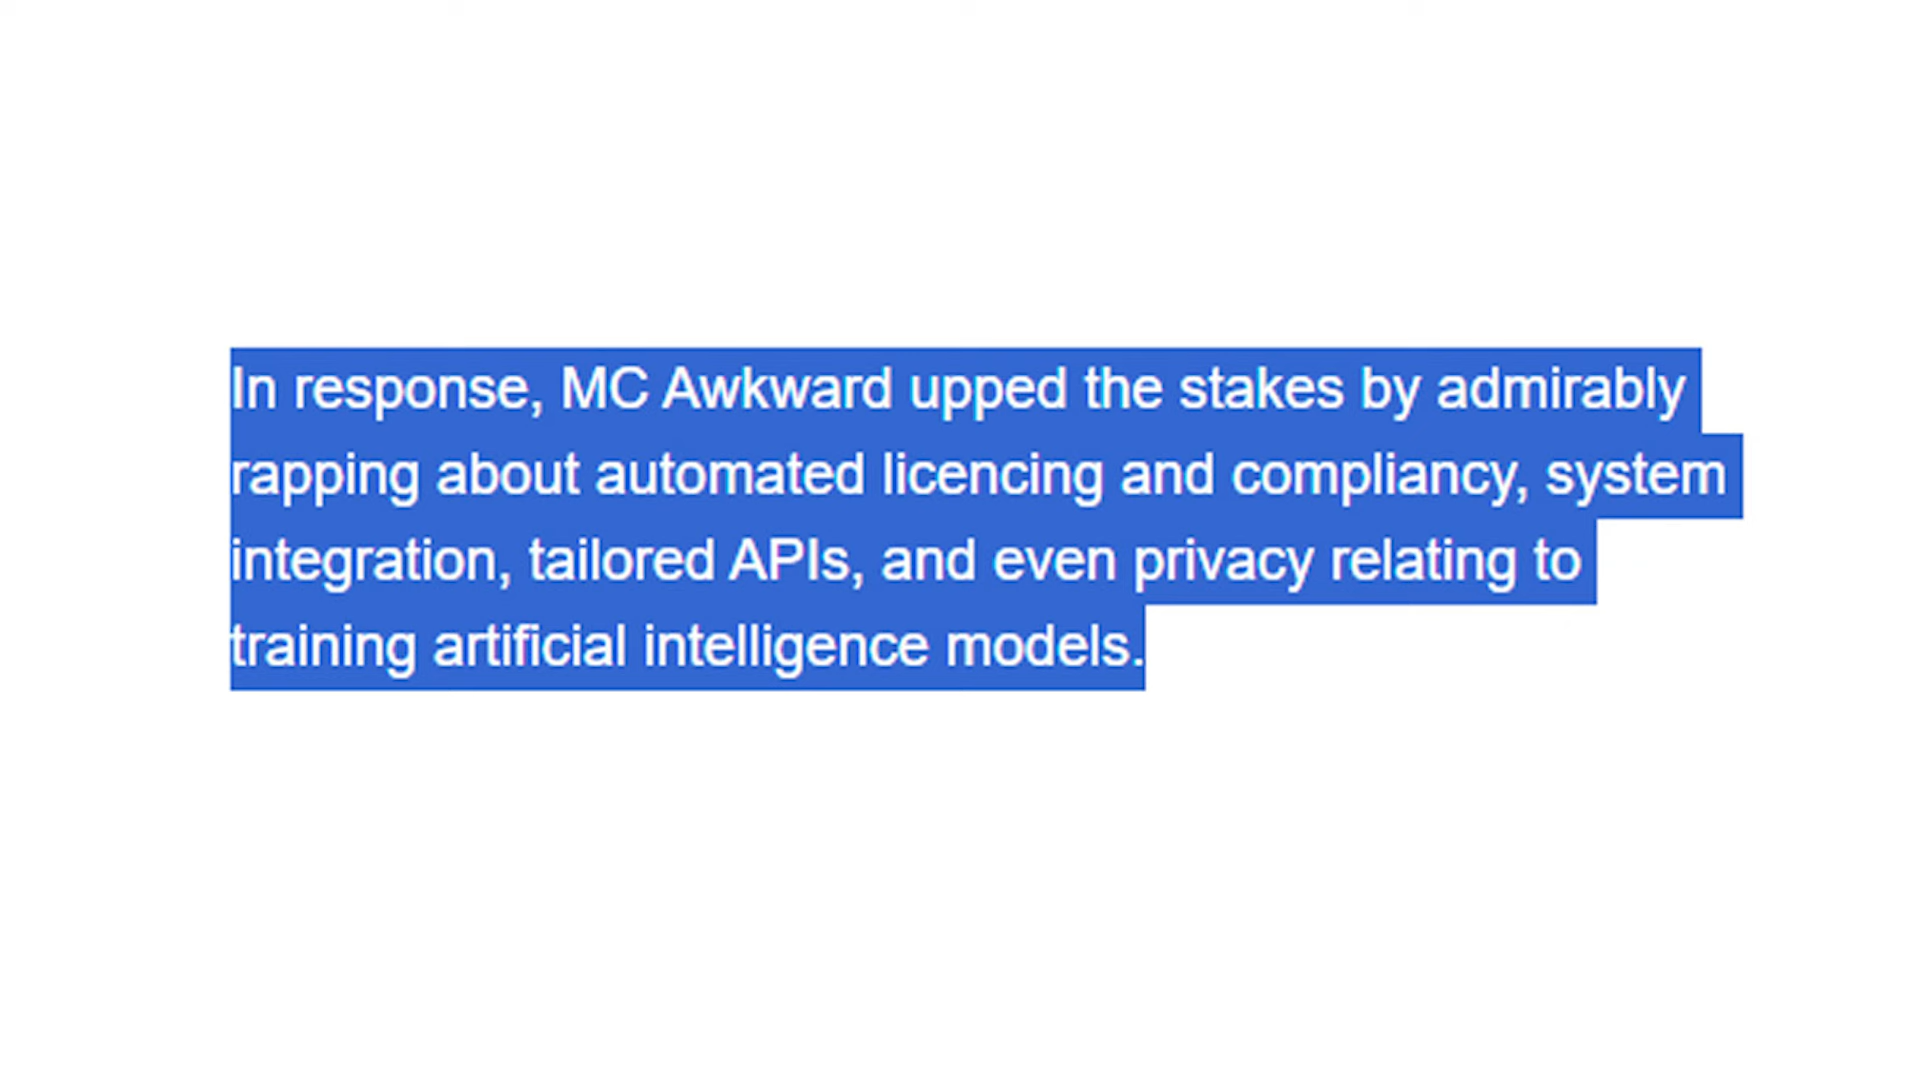 In response, MC Awkward upped the stakes by admirably
rapping about automated licencing and compliancy, system
integration, tailored APIs, and even privacy relating to
training artificial intelligence models.